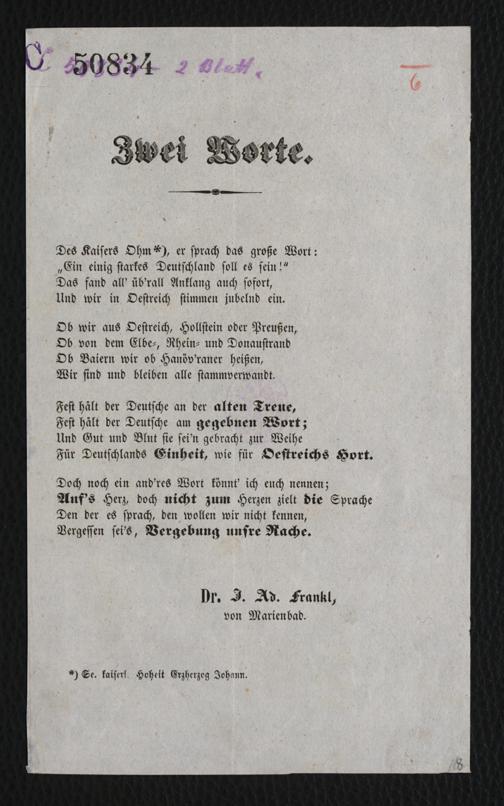 C 50834
2 Blatt.
6
Zwei Worte.
Des Kaisers Ohm*), er sprach das große Wort:
„Ein einig starkes Deutschland soll es sein!“
Das fand all' üb'rall Anklang auch sofort,
Und wir in Oestreich stimmen jubelnd ein.
Ob wir aus Oestreich, Hollstein oder Preußen,
Ob von dem Elbe-, Rhein- und Donaustrand
Ob Baiern wir ob Hanöv'raner heißen,
Wir sind und bleiben alle stammverwandt.
Fest hält der Deutsche an der alten Treue,
Fest hält der Deutsche am gegebnen Wort;
Und Gut und Blut sie sei'n gebracht zur Weihe
Für Deutschlands Einheit, wie für Oestreichs Hort.
Doch noch ein and'res Wort könnt' ich euch nennen;
Auf's Herz, doch nicht zum Herzen zielt die Sprache
Den der es sprach, den wollen wir nicht kennen,
Vergessen sei's, Vergebung unsre Rache.
Dr. J. Ad. Frankl,
von Marienbad.
*) Se. kaiserl. Hoheit Erzherzog Johann.